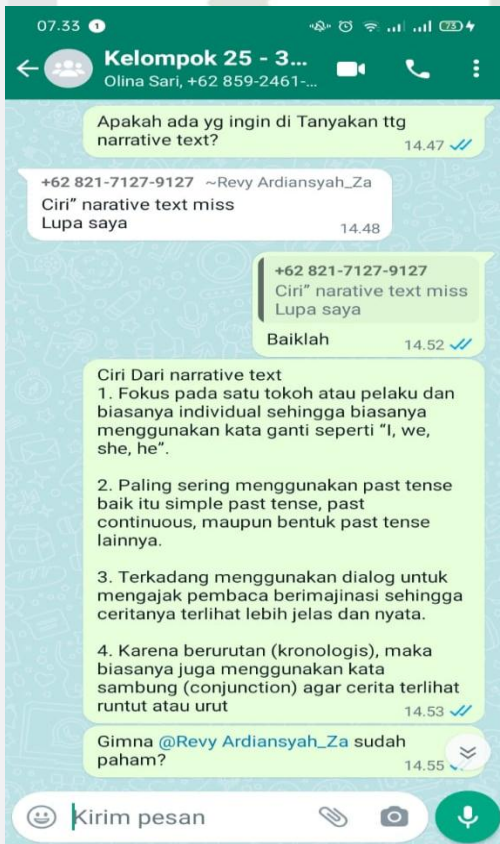 07.33 1 73
Kelompok 25 - 3...
Olina Sari, +62 859-2461-...
Apakah ada yg ingin di Tanyakan ttg
narrative text?
14.47
+62 821-7127-9127 ~Revy Ardiansyah_Za
Ciri" narative text miss
Lupa saya
14.48
+62 821-7127-9127
Ciri" narative text miss
Lupa saya
Baiklah
14.52
Ciri Dari narrative text
1. Fokus pada satu tokoh atau pelaku dan
biasanya individual sehingga biasanya
menggunakan kata ganti seperti "I, we,
she, he".
2. Paling sering menggunakan past tense
baik itu simple past tense, past
continuous, maupun bentuk past tense
lainnya.
3. Terkadang menggunakan dialog untuk
mengajak pembaca berimajinasi sehingga
ceritanya terlihat lebih jelas dan nyata.
4. Karena berurutan (kronologis), maka
biasanya juga menggunakan kata
sambung (conjunction) agar cerita terlihat
runtut atau urut
14.53
Gimna @Revy Ardiansyah_Za sudah
paham?
14.55
Kirim pesan